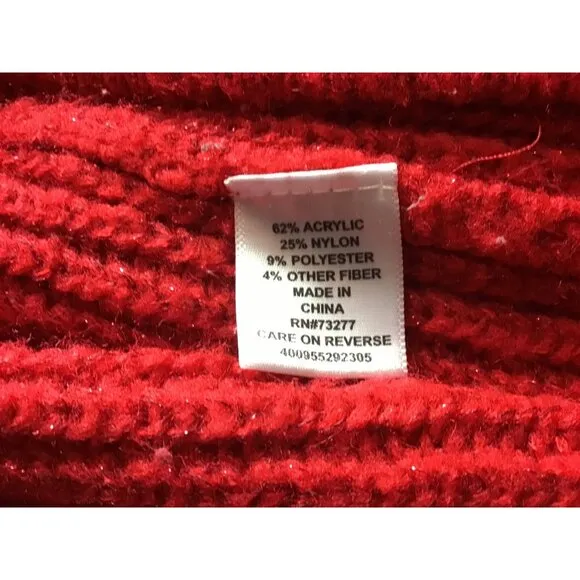 62% ACRYLIC
25% NYLON
9% POLYESTER
4% OTHER FIBER
MADE IN
CHINA
RN#73277
CARE ON REVERSE
400955292305